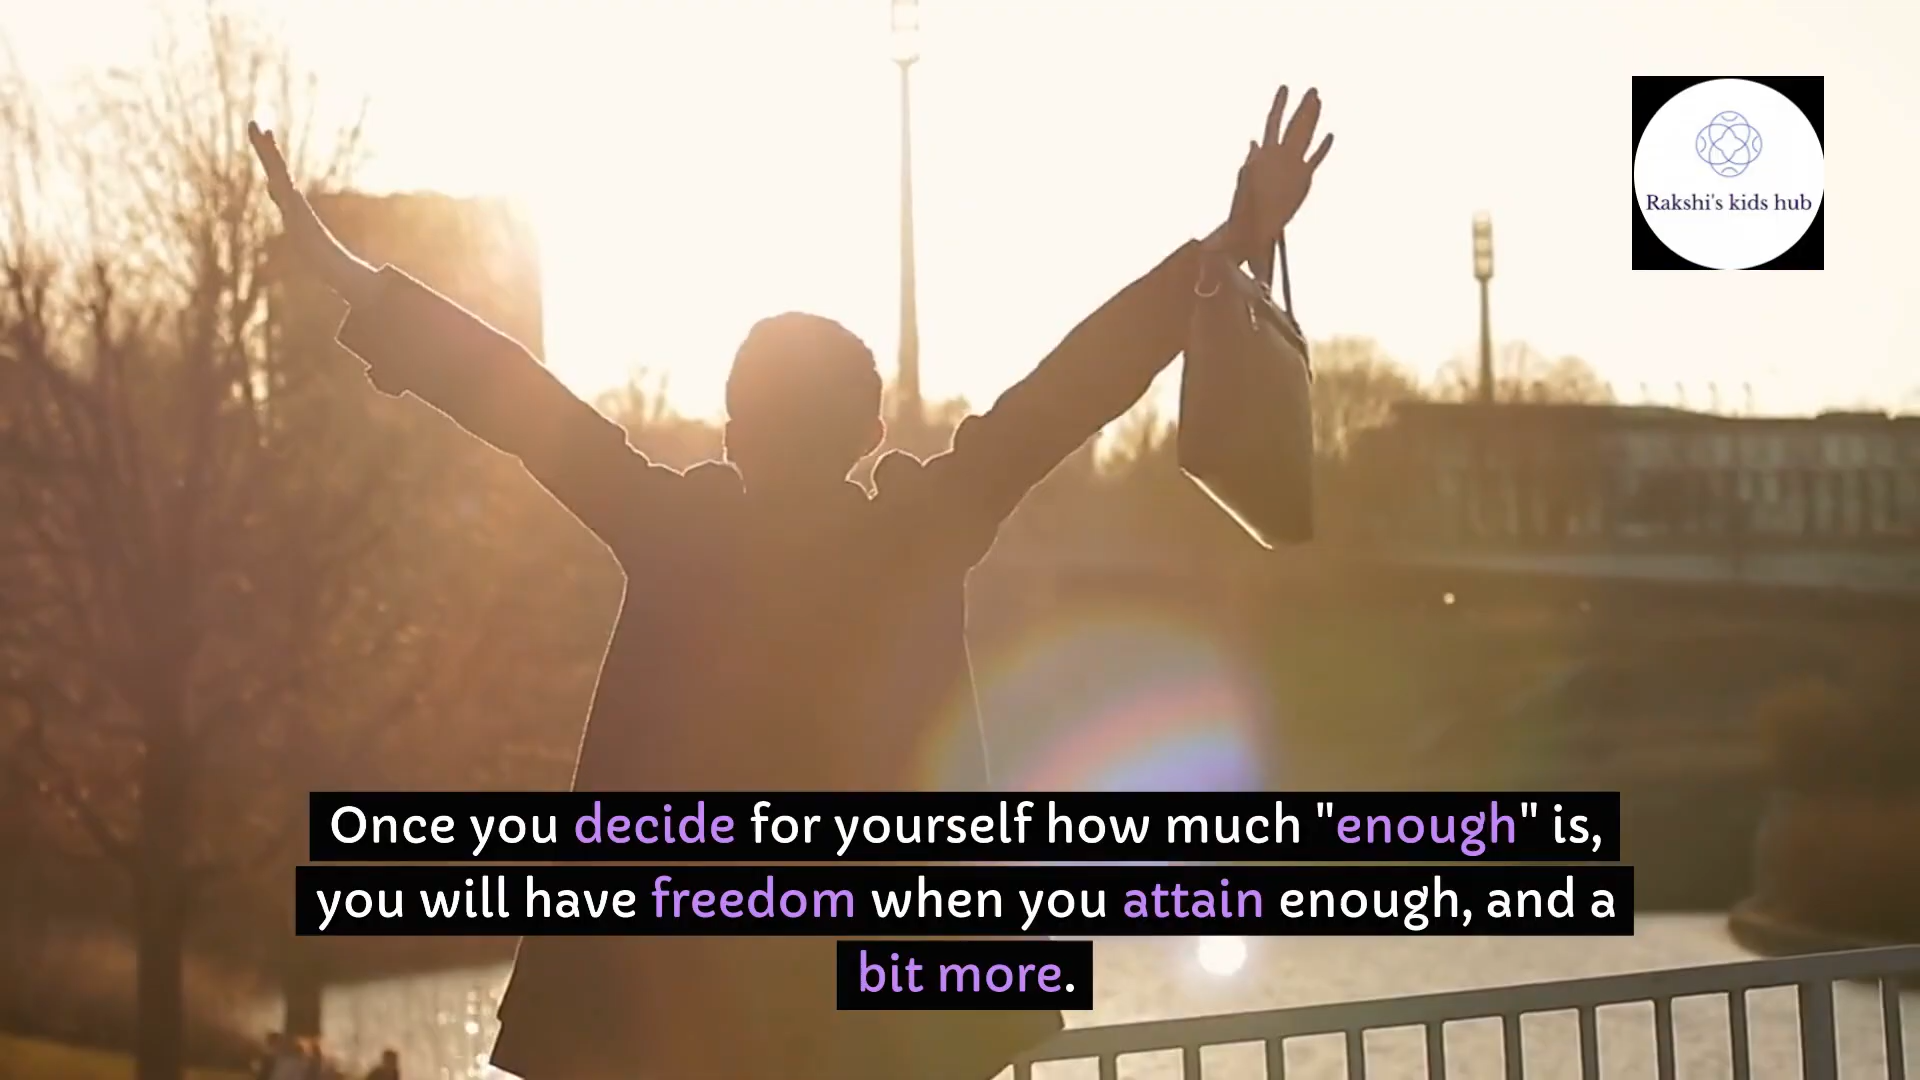 Rakshi's kids hub
Once you decide for yourself how much "enough" is,
you will have freedom when you attain enough, and a
bit more.